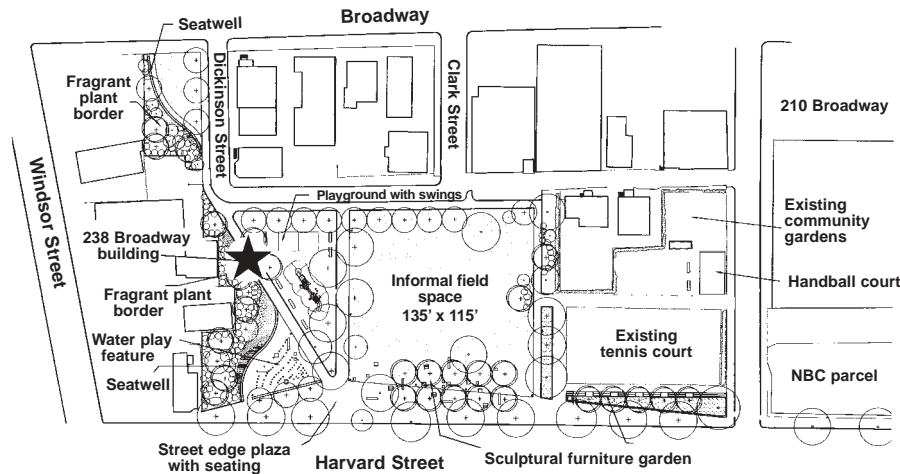 Broadway
Seatwell
Dickinson Street
Clark Street
Fragrant
plant
border
210 Broadway
Windsor Street
Playground with swings
Existing
community
gardens
238 Broadway
building
Informal field
space
135' x 115'
Handball court
Fragrant plant
border
Water play
feature
Existing
tennis court
Seatwell
NBC parcel
Street edge plaza
with seating
Harvard Street
Sculptural furniture garden